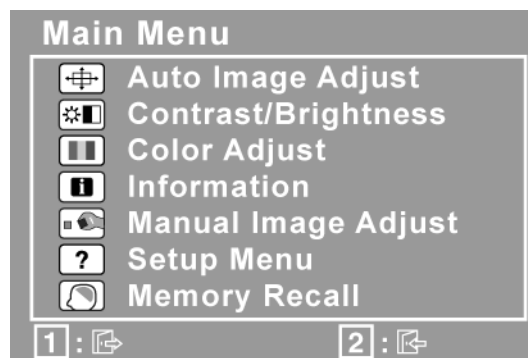 Main Menu
Auto Image Adjust
Contrast/Brightness
Color Adjust
i Information
Manual Image Adjust
? Setup Menu
Memory Recall
1 : 2 :